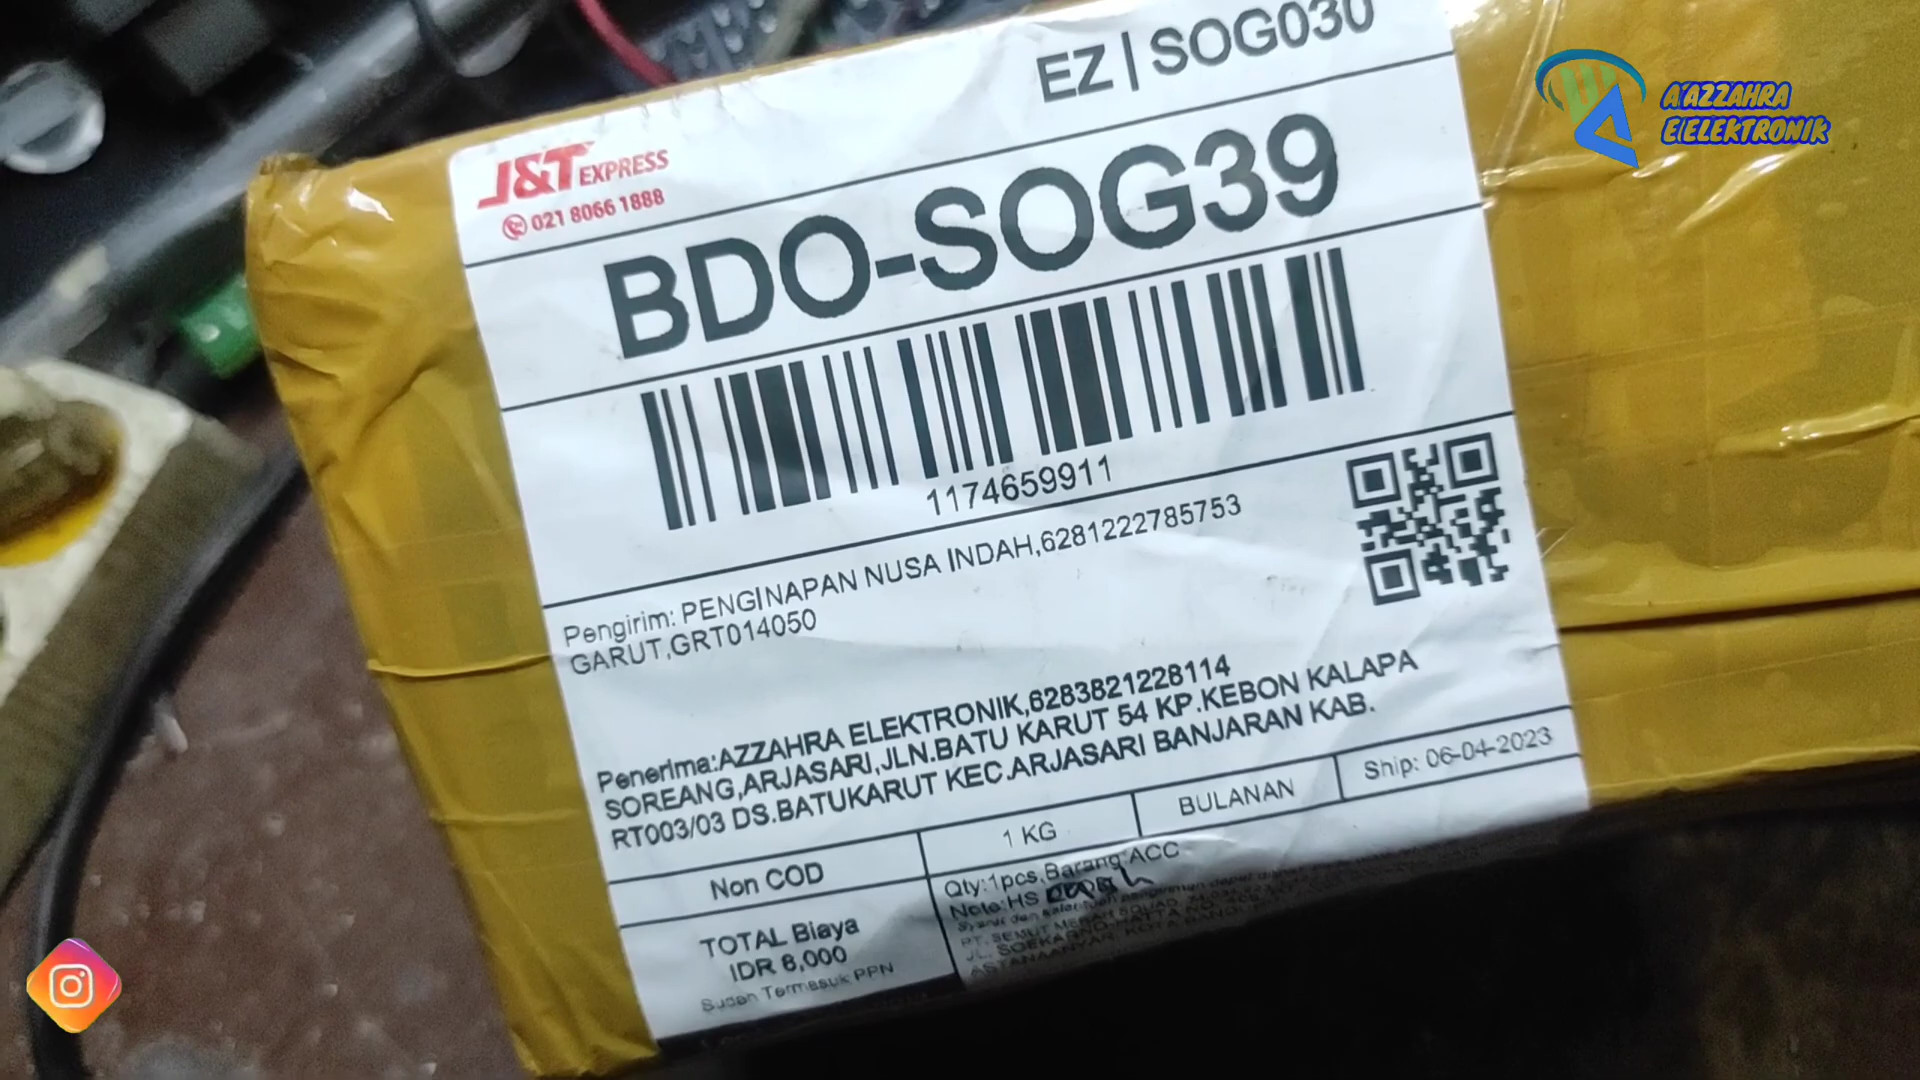 EZ | SOG030
A'AZZAHRA
ElELEKTRONIK
J&T EXPRESS
021 8066 1888
BDO-SOG39
1174659911
Pengirim: PENGINAPAN NUSA INDAH,6281222785753
GARUT,GRT014050
Penerima:AZZAHRA ELEKTRONIK,6283821228114
SOREANG,ARJASARI,JLN.BATU KARUT 54 KP.KEBON KALAPA
RT003/03 DS.BATUKARUT KEC.ARJASARI BANJARAN KAB.
Non COD
1 KG
BULANAN
Ship: 06-04-2023
Qty:1pcs,Barang:ACC
Note:HS
TOTAL Biaya
IDR 8,000
Sudah Termasuk PPN